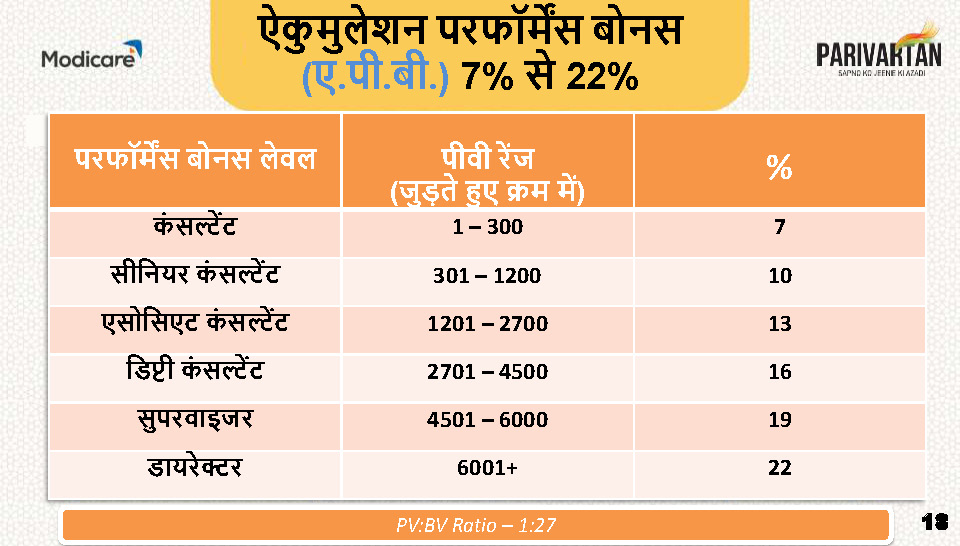 ऐकुमुलेशन परफॉर्मेंस बोनस
(ए.पी.बी.) 7% से 22%
Modicare
PARIVARTAN
SAPNO KO JEENE KI AZADI
परफॉर्मेंस बोनस लेवल
पीवी रेंज
(जुड़ते हुए क्रम में)
%
कंसल्टेंट 1 – 300 7
सीनियर कंसल्टेंट 301 – 1200 10
एसोसिएट कंसल्टेंट 1201 – 2700 13
डिप्टी कंसल्टेंट 2701 – 4500 16
सुपरवाइजर 4501 – 6000 19
डायरेक्टर 6001+ 22
PV:BV Ratio – 1:27